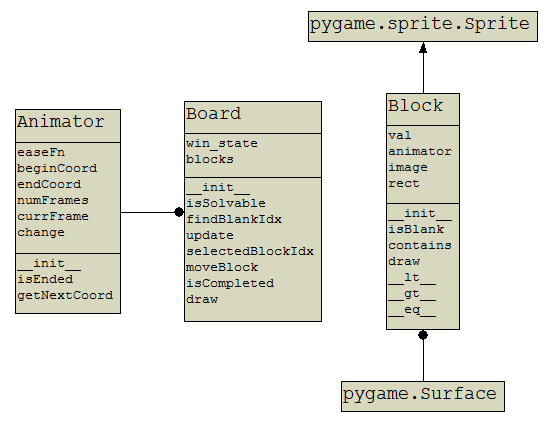 pygame.sprite.Sprite
Animator
easeFn
beginCoord
endCoord
numFrames
currFrame
change
__init__
isEnded
getNextCoord
Board
win_state
blocks
__init__
isSolvable
findBlankIdx
update
selectedBlockIdx
moveBlock
isCompleted
draw
Block
val
animator
image
rect
__init__
isBlank
contains
draw
__lt__
__gt__
__eq__
pygame.Surface